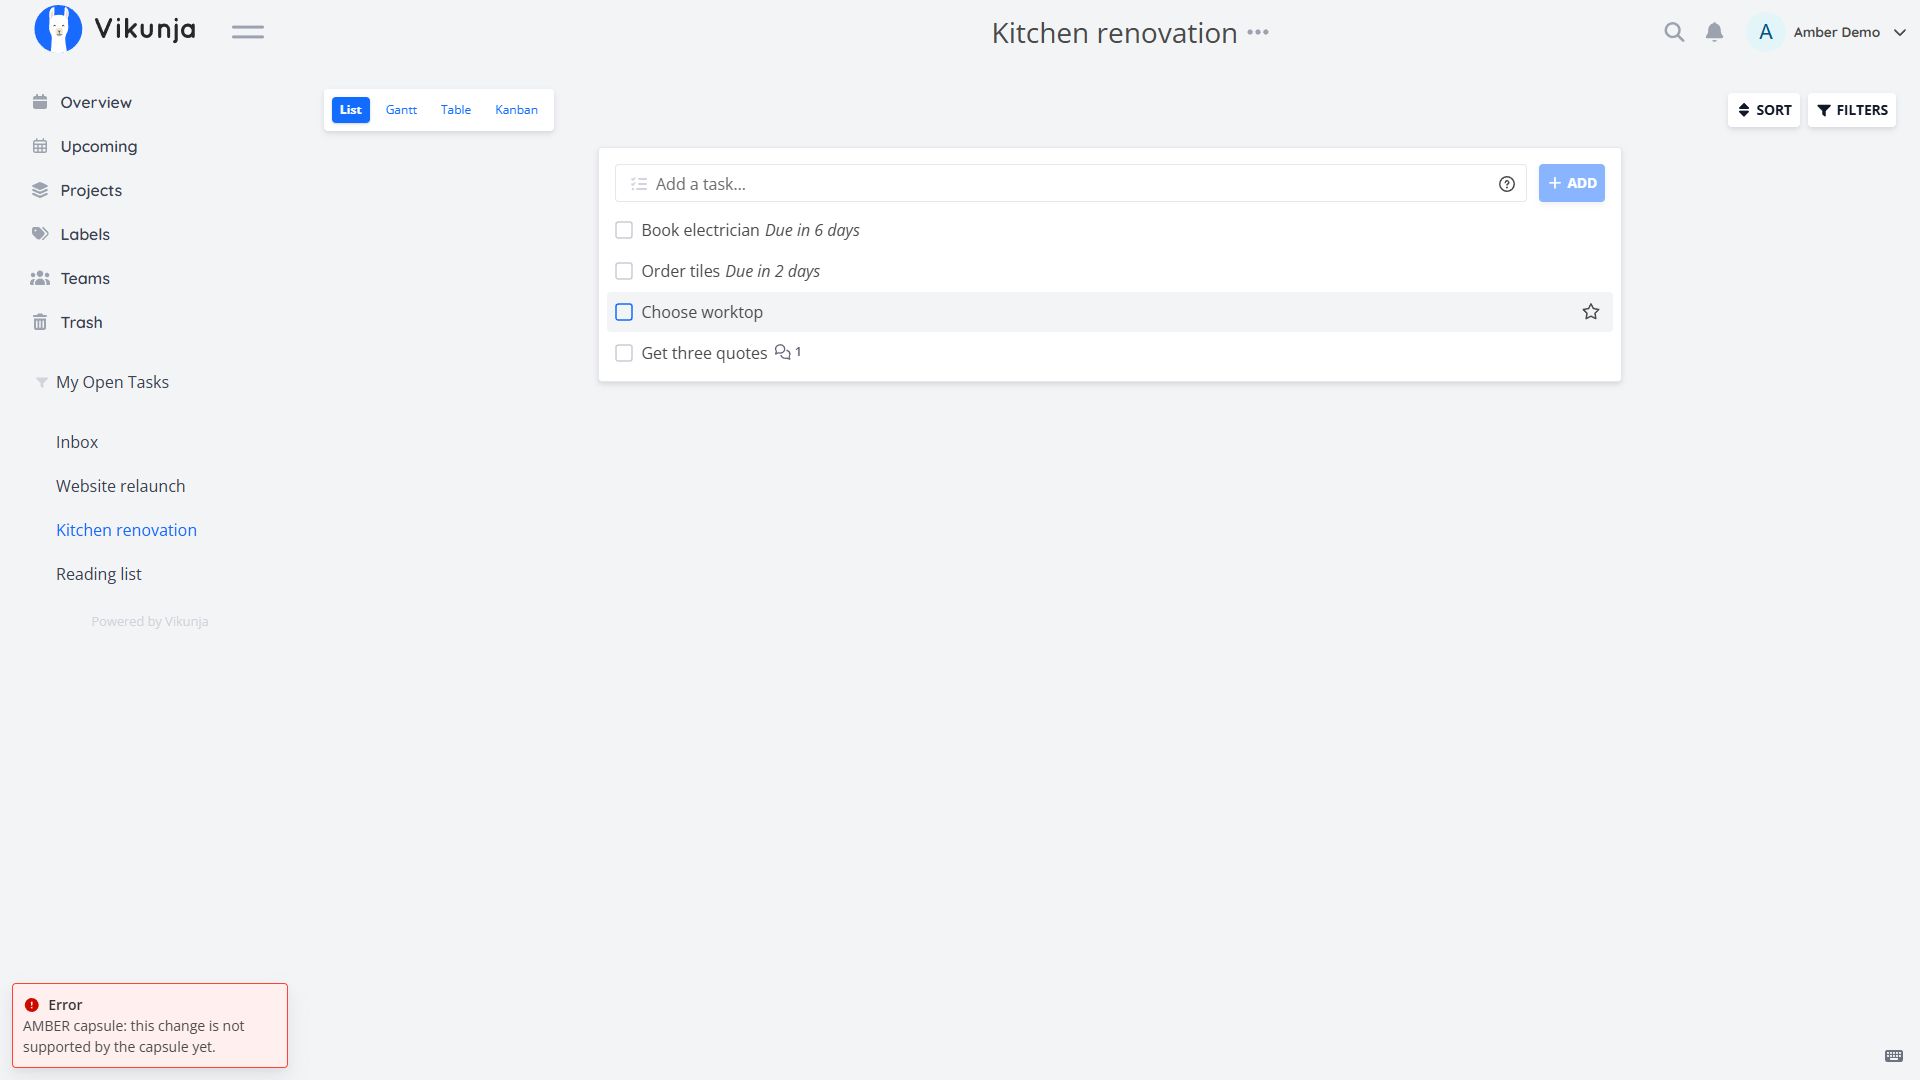 Vikunja
Kitchen renovation
A
Amber Demo
Overview
Upcoming
Projects
Labels
Teams
Trash
My Open Tasks
Inbox
Website relaunch
Kitchen renovation
Reading list
Powered by Vikunja
List
Gantt
Table
Kanban
SORT
FILTERS
Add a task...
ADD
Book electrician Due in 6 days
Order tiles Due in 2 days
Choose worktop
Get three quotes 1
Error
AMBER capsule: this change is not
supported by the capsule yet.